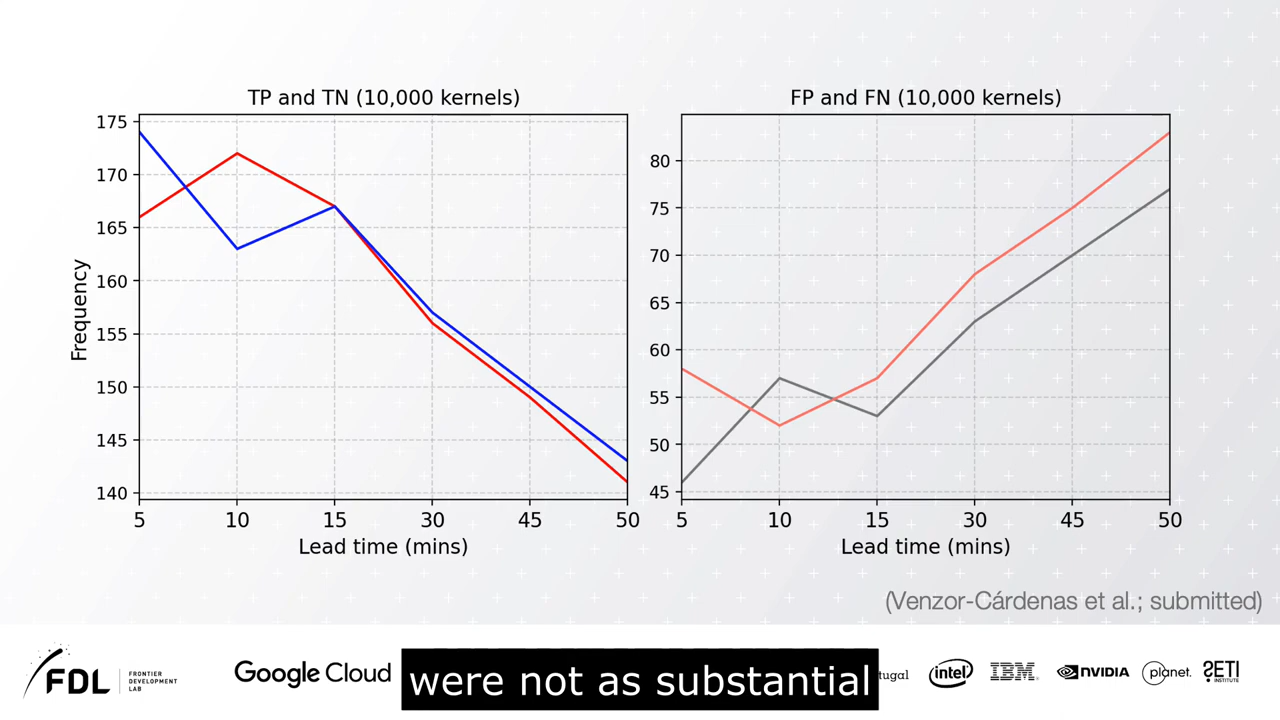 TP and TN (10,000 kernels)
FP and FN (10,000 kernels)
175
170
165
160
155
150
145
140
Frequency
5 10 15 30 45 50
Lead time (mins)
80
75
70
65
60
55
50
45
5 10 15 30 45 50
Lead time (mins)
(Venzor-Cárdenas et al.; submitted)
FDL
FRONTIER
DEVELOPMENT
LAB
Google Cloud
were not as substantial
tugal
intel
IBM
NVIDIA
planet.
SETI
INSTITUTE